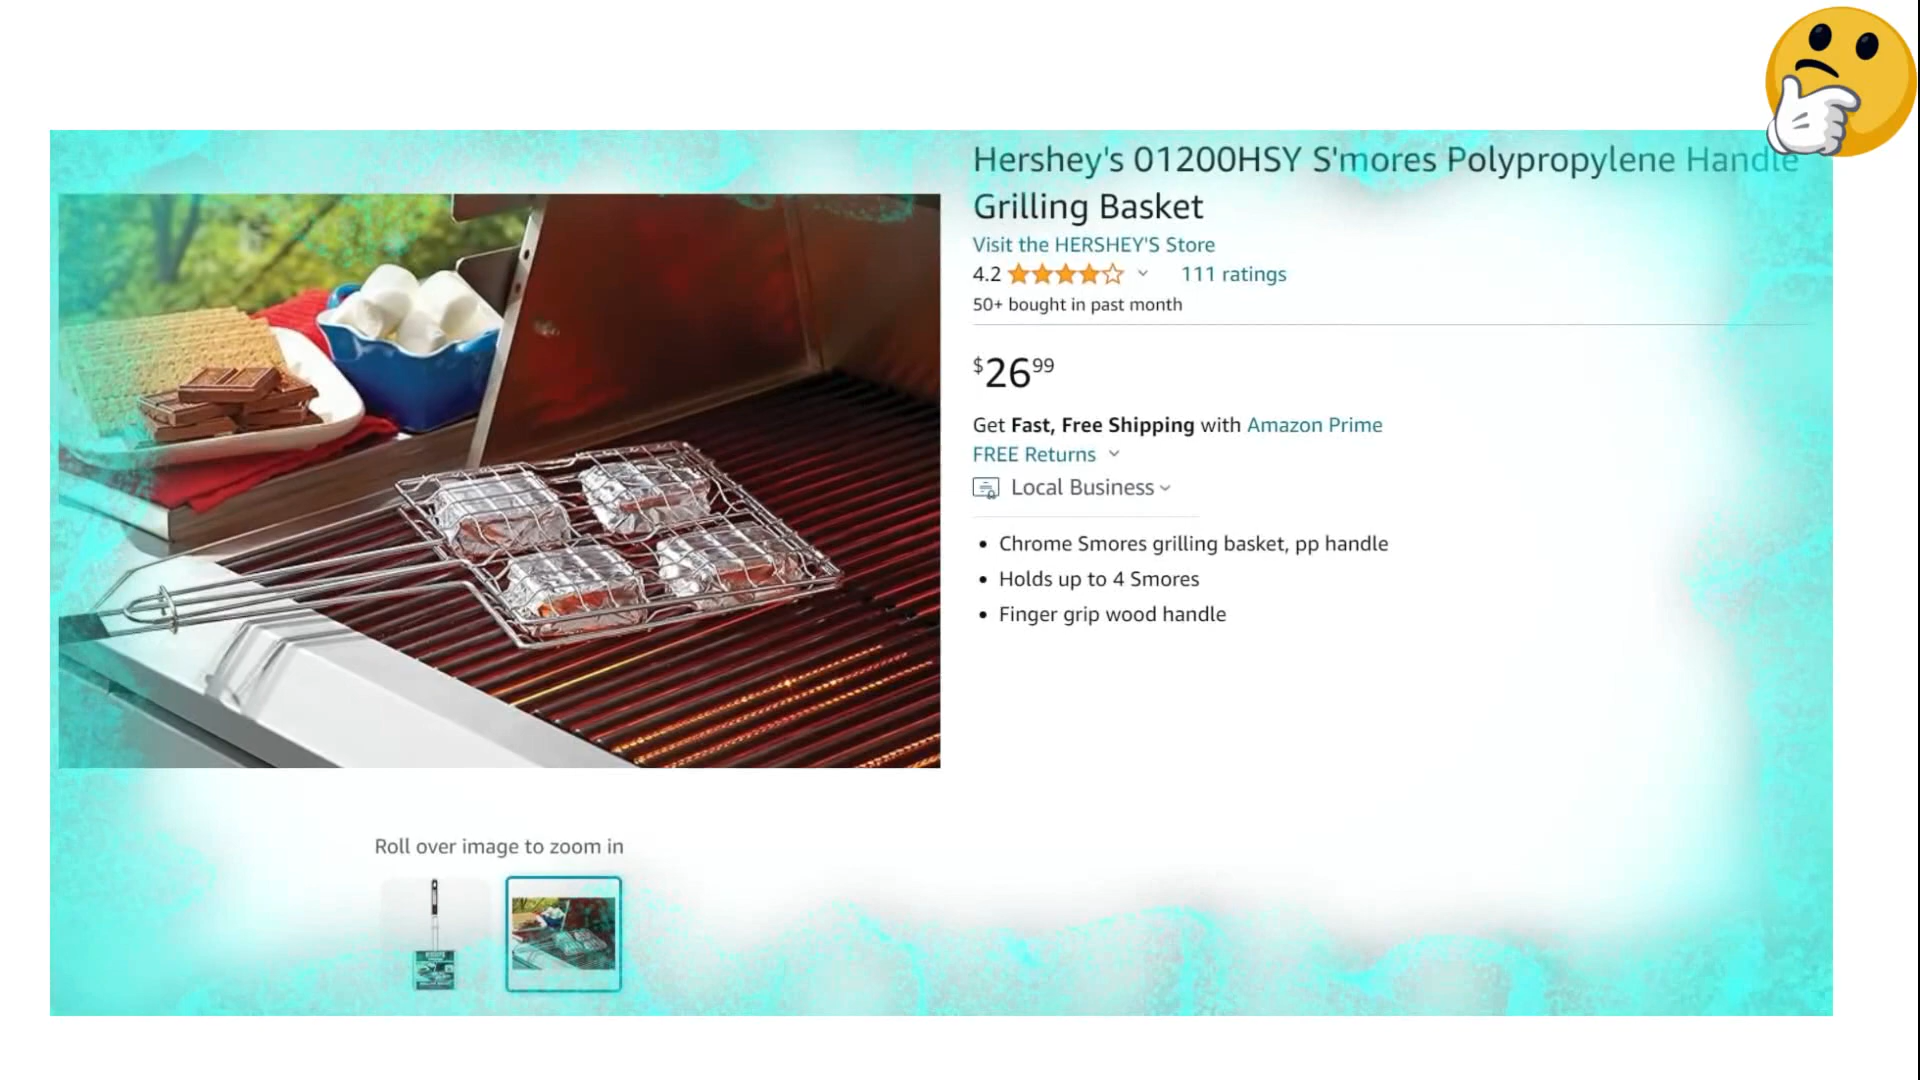 Hershey's 01200HSY S'mores Polypropylene Handle
Grilling Basket
Visit the HERSHEY'S Store
4.2
111 ratings
50+ bought in past month
$26.99
Get Fast, Free Shipping with Amazon Prime
FREE Returns
Local Business
Chrome Smores grilling basket, pp handle
Holds up to 4 Smores
Finger grip wood handle
Roll over image to zoom in